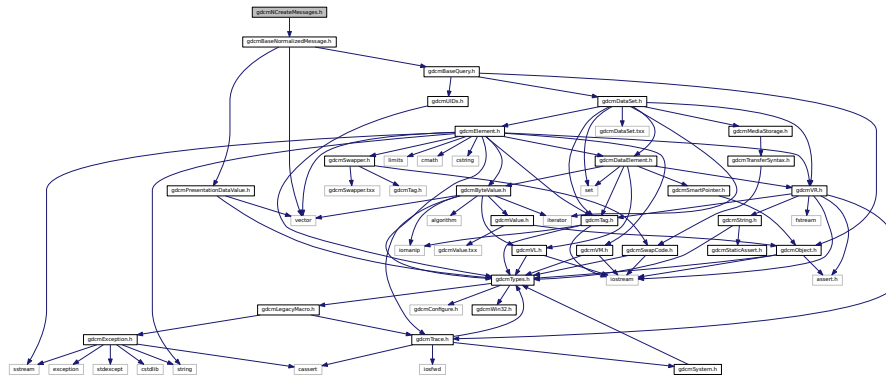 gdcmNCreateMessages.h
gdcmBaseNormalizedMessage.h
gdcmBaseQuery.h
gdcmUIDs.h
gdcmDataSet.h
gdcmElement.h
gdcmDataSet.txx
gdcmMediaStorage.h
gdcmSwapper.h
limits
cmath
cstring
gdcmDataElement.h
gdcmTransferSyntax.h
gdcmPresentationDataValue.h
gdcmSwapper.txx
gdcmTag.h
gdcmByteValue.h
set
gdcmSmartPointer.h
gdcmVR.h
vector
algorithm
gdcmValue.h
iterator
gdcmTag.h
gdcmString.h
fstream
iomanip
gdcmValue.txx
gdcmVL.h
gdcmVM.h
gdcmSwapCode.h
gdcmStaticAssert.h
gdcmObject.h
gdcmTypes.h
iostream
assert.h
gdcmLegacyMacro.h
gdcmConfigure.h
gdcmWin32.h
gdcmException.h
gdcmTrace.h
sstream
exception
stdexcept
cstdlib
string
cassert
iosfwd
gdcmSystem.h